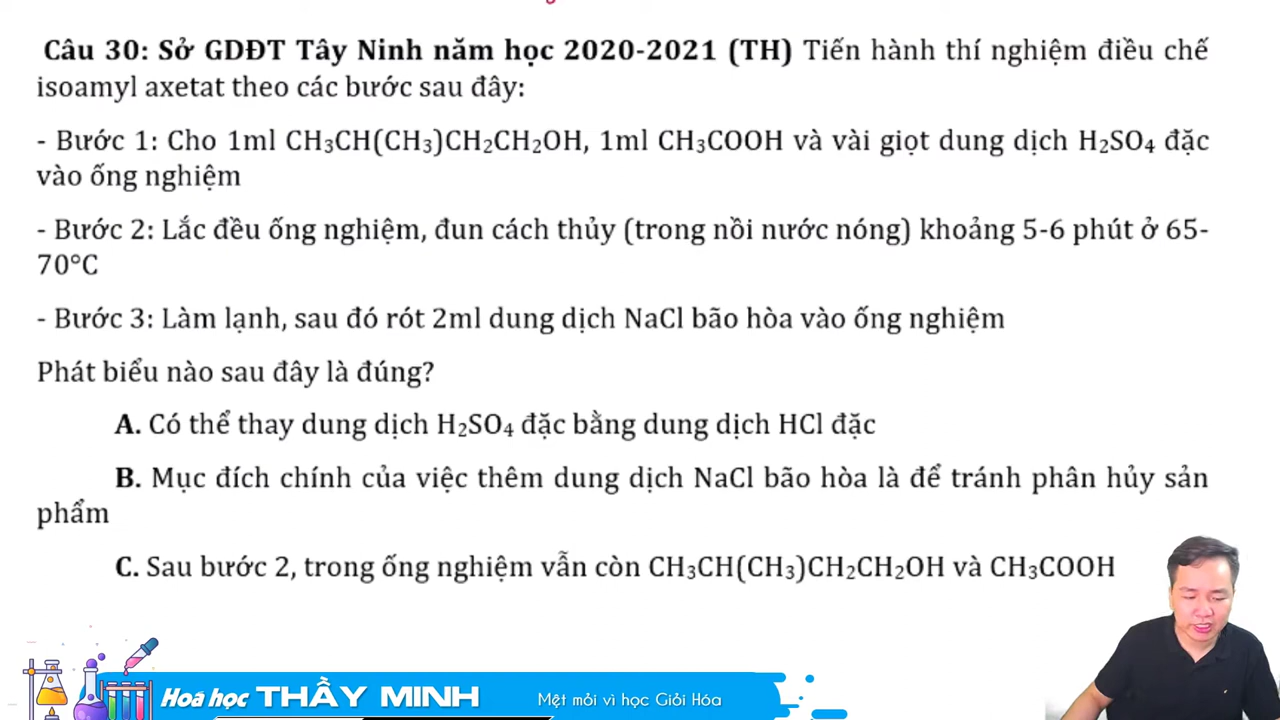 Câu 30: Sở GDĐT Tây Ninh năm học 2020-2021 (TH) Tiến hành thí nghiệm điều chế
isoamyl axetat theo các bước sau đây:
- Bước 1: Cho 1ml CH₃CH(CH₃)CH₂CH₂OH, 1ml CH₃COOH và vài giọt dung dịch H₂SO₄ đặc
vào ống nghiệm
- Bước 2: Lắc đều ống nghiệm, đun cách thủy (trong nồi nước nóng) khoảng 5-6 phút ở 65-
70°C
- Bước 3: Làm lạnh, sau đó rót 2ml dung dịch NaCl bão hòa vào ống nghiệm
Phát biểu nào sau đây là đúng?
A. Có thể thay dung dịch H₂SO₄ đặc bằng dung dịch HCl đặc
B. Mục đích chính của việc thêm dung dịch NaCl bão hòa là để tránh phân hủy sản
phẩm
C. Sau bước 2, trong ống nghiệm vẫn còn CH₃CH(CH₃)CH₂CH₂OH và CH₃COOH
Hoá học THẦY MINH
Mệt mỏi vì học Giỏi Hóa